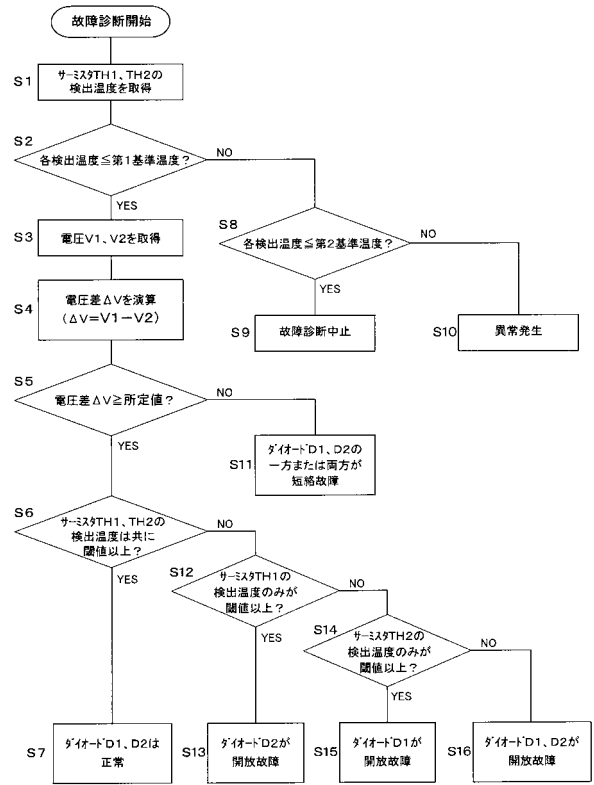 故障診断開始
S1
ｻｰﾐｽﾀTH1、TH2の
検出温度を取得
S2
各検出温度≦第1基準温度?
NO
YES
S3
電圧V1、V2を取得
S8
各検出温度≦第2基準温度?
NO
YES
S4
電圧差ΔVを演算
(ΔV=V1-V2)
S9
故障診断中止
S10
異常発生
S5
電圧差ΔV≧所定値?
NO
YES
S11
ﾀﾞｲｵｰﾄﾞD1、D2の
一方または両方が
短絡故障
S6
ｻｰﾐｽﾀTH1、TH2の
検出温度は共に
閾値以上?
NO
YES
S12
ｻｰﾐｽﾀTH1の
検出温度のみが
閾値以上?
NO
YES
S14
ｻｰﾐｽﾀTH2の
検出温度のみが
閾値以上?
NO
YES
S7
ﾀﾞｲｵｰﾄﾞD1、D2は
正常
S13
ﾀﾞｲｵｰﾄﾞD2が
開放故障
S15
ﾀﾞｲｵｰﾄﾞD1が
開放故障
S16
ﾀﾞｲｵｰﾄﾞD1、D2が
開放故障